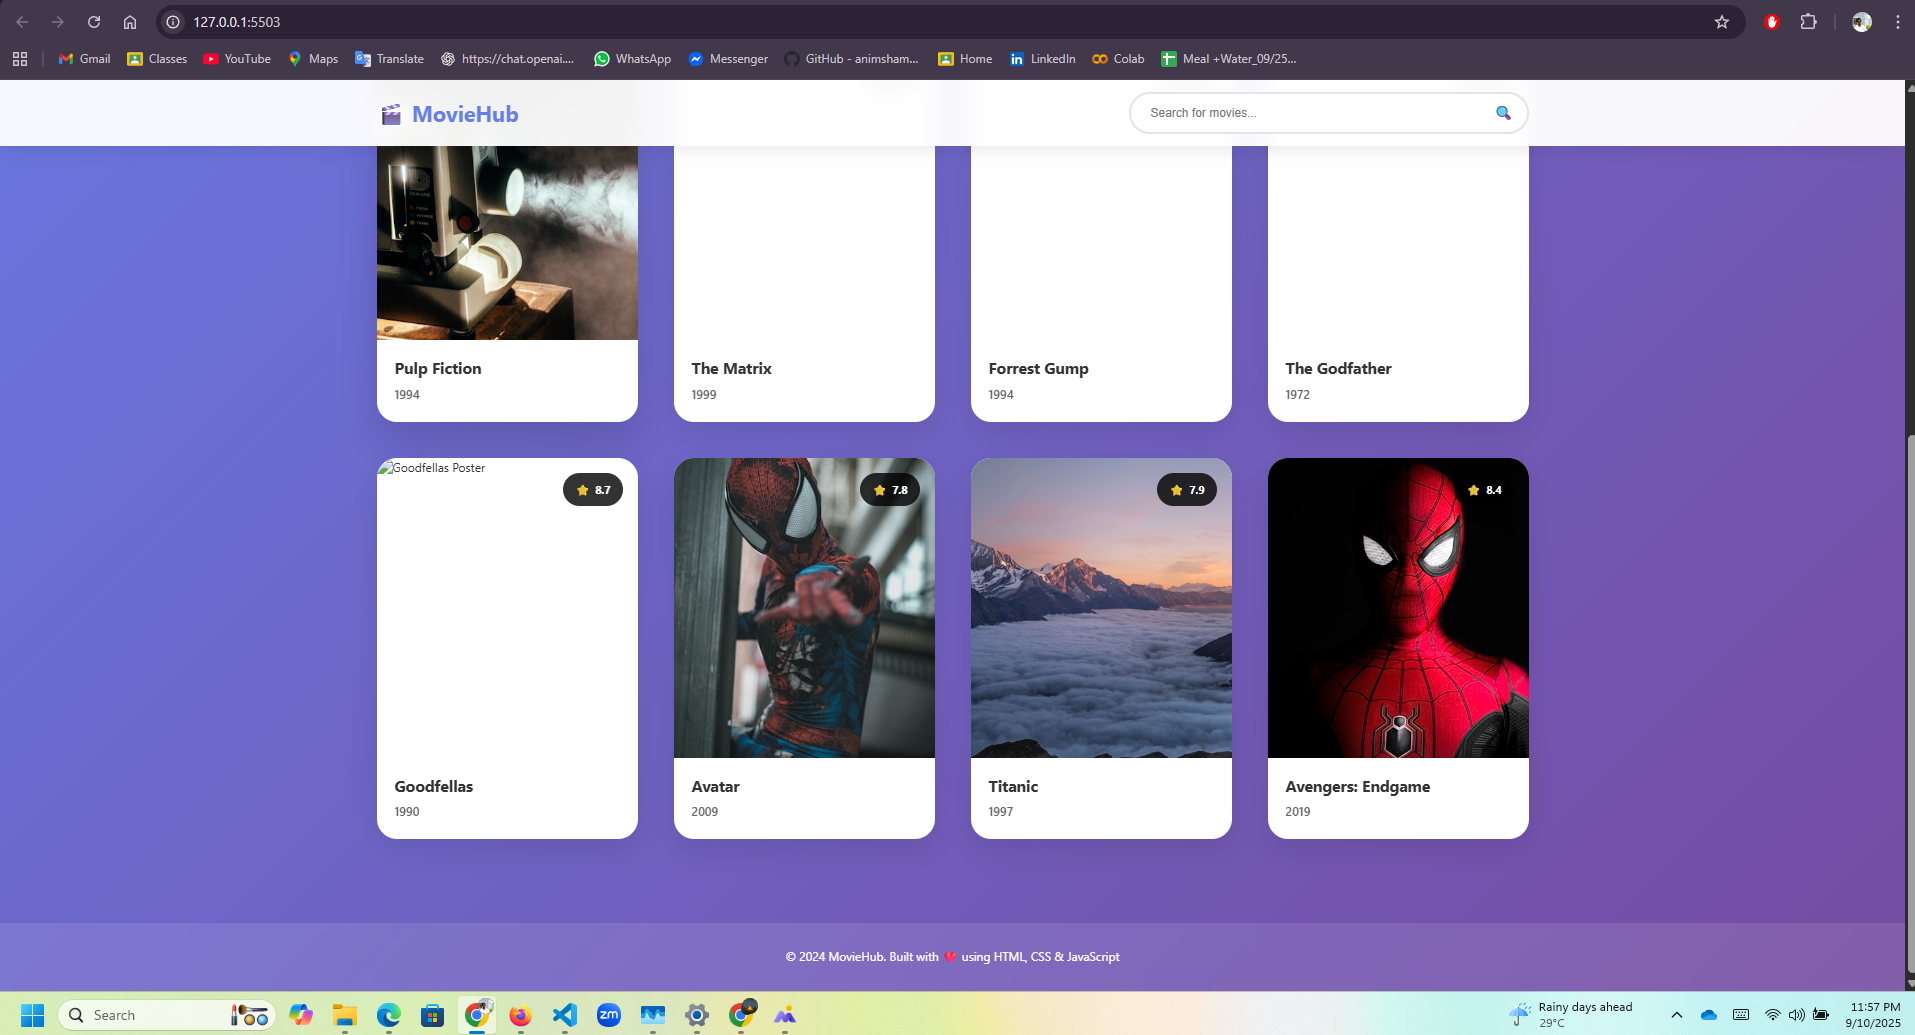 127.0.0.1:5503
Gmail
Classes
YouTube
Maps
Translate
https://chat.openai....
WhatsApp
Messenger
GitHub - animsham...
Home
LinkedIn
Colab
Meal +Water_09/25...
MovieHub
Search for movies...
Pulp Fiction
1994
The Matrix
1999
Forrest Gump
1994
The Godfather
1972
Goodfellas Poster
8.7
7.8
7.9
8.4
Goodfellas
1990
Avatar
2009
Titanic
1997
Avengers: Endgame
2019
© 2024 MovieHub. Built with ❤️ using HTML, CSS & JavaScript
Search
zm
Rainy days ahead
29°C
11:57 PM
9/10/2025